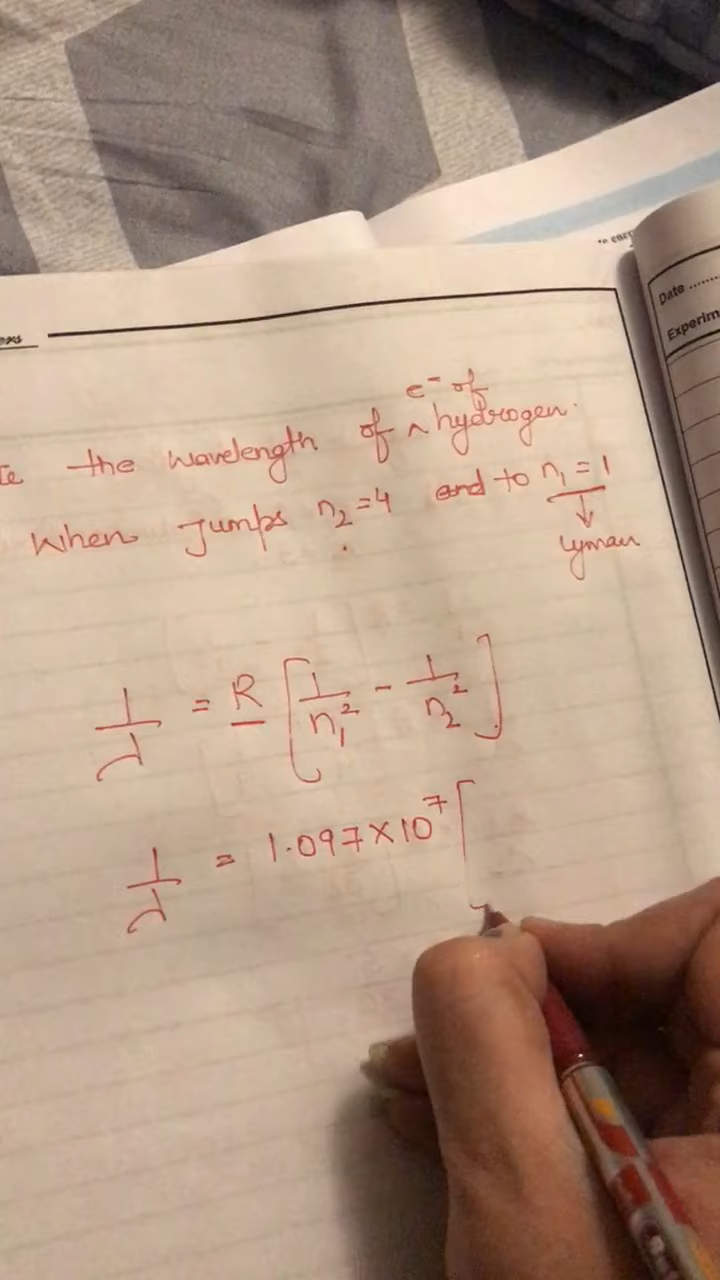 e⁻ of
the wavelength of ^ hydrogen.
When Jumps n₂=4 and to n₁ = 1
↓
Lyman
1/λ = R [1/n₁² - 1/n₂²]
1/λ = 1.097×10⁷ [
Date ........
Experim